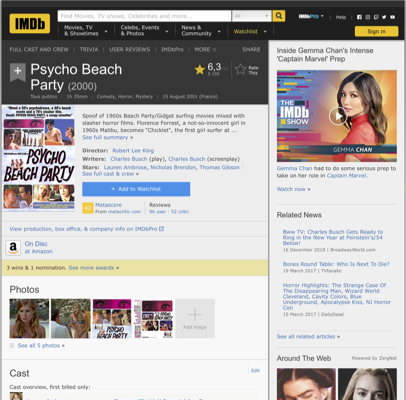 IMDb
Find Movies, TV shows, Celebrities and more...
All
IMDbPro
Help
Movies, TV & Showtimes
Celebs, Events & Photos
News & Community
Watchlist
Sign in
FULL CAST AND CREW | TRIVIA | USER REVIEWS | IMDbPro | MORE
SHARE
Psycho Beach Party (2000)
6,3
Rate This
Tous publics | 1h 35min | Comedy, Horror, Mystery | 15 August 2001 (France)
PSYCHO
BEACH PARTY
Spoof of 1960s Beach Party/Gidget surfing movies mixed with
slasher horror films. Florence Forrest, a not-so-innocent girl in
1960s Malibu, becomes "Chicklet", the first girl surfer at ...
See full summary »
Director: Robert Lee King
Writers: Charles Busch (play), Charles Busch (screenplay)
Stars: Lauren Ambrose, Nicholas Brendon, Thomas Gibson |
See full cast & crew »
+ Add to Watchlist
Metascore
From metacritic.com
Reviews
96 user | 52 critic
View production, box office, & company info on IMDbPro
On Disc
at Amazon
3 wins & 1 nomination. See more awards »
Photos
Add Image
See all 5 photos »
Cast
Edit
Cast overview, first billed only:
Inside Gemma Chan's Intense
'Captain Marvel' Prep
THE
IMDb
SHOW
GEMMA CHAN
Gemma Chan had to do some serious prep
to take on her role in Captain Marvel.
Watch now »
Related News
Bww TV: Charles Busch Gets Ready to
Ring in the New Year at Feinstein's/54
Below!
16 December 2018 | BroadwayWorld.com
Bones Round Table: Who Is Next To Die?
19 March 2017 | TVfanatic
Horror Highlights: The Strange Case Of
The Disappearing Man, Wizard World
Cleveland, Cavity Colors, Blue
Underground, Apocalypse Kiss, NJ Horror
Con
15 March 2017 | DailyDead
See all related articles »
Around The Web
Powered by ZergNet